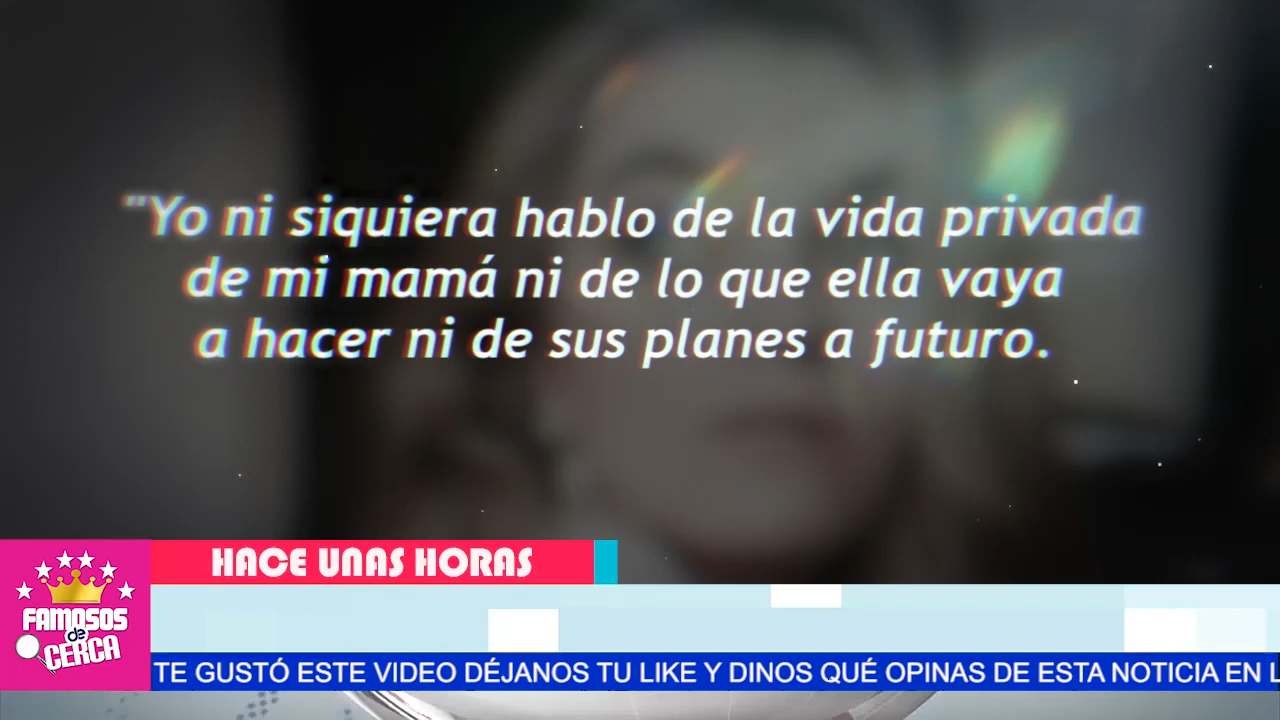 "Yo ni siquiera hablo de la vida privada
de mi mamá ni de lo que ella vaya
a hacer ni de sus planes a futuro.
HACE UNAS HORAS
FAMOSOS
de
CERCA
TE GUSTÓ ESTE VIDEO DÉJANOS TU LIKE Y DINOS QUÉ OPINAS DE ESTA NOTICIA EN L